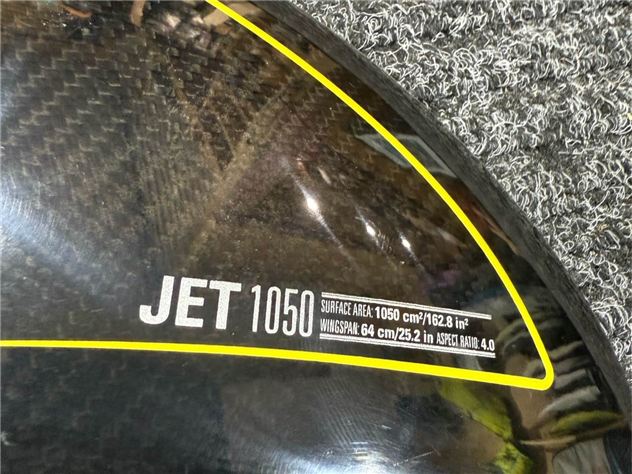 JET 1050
SURFACE AREA: 1050 cm²/162.8 in²
WINGSPAN: 64 cm/25.2 in ASPECT RATIO: 4.0